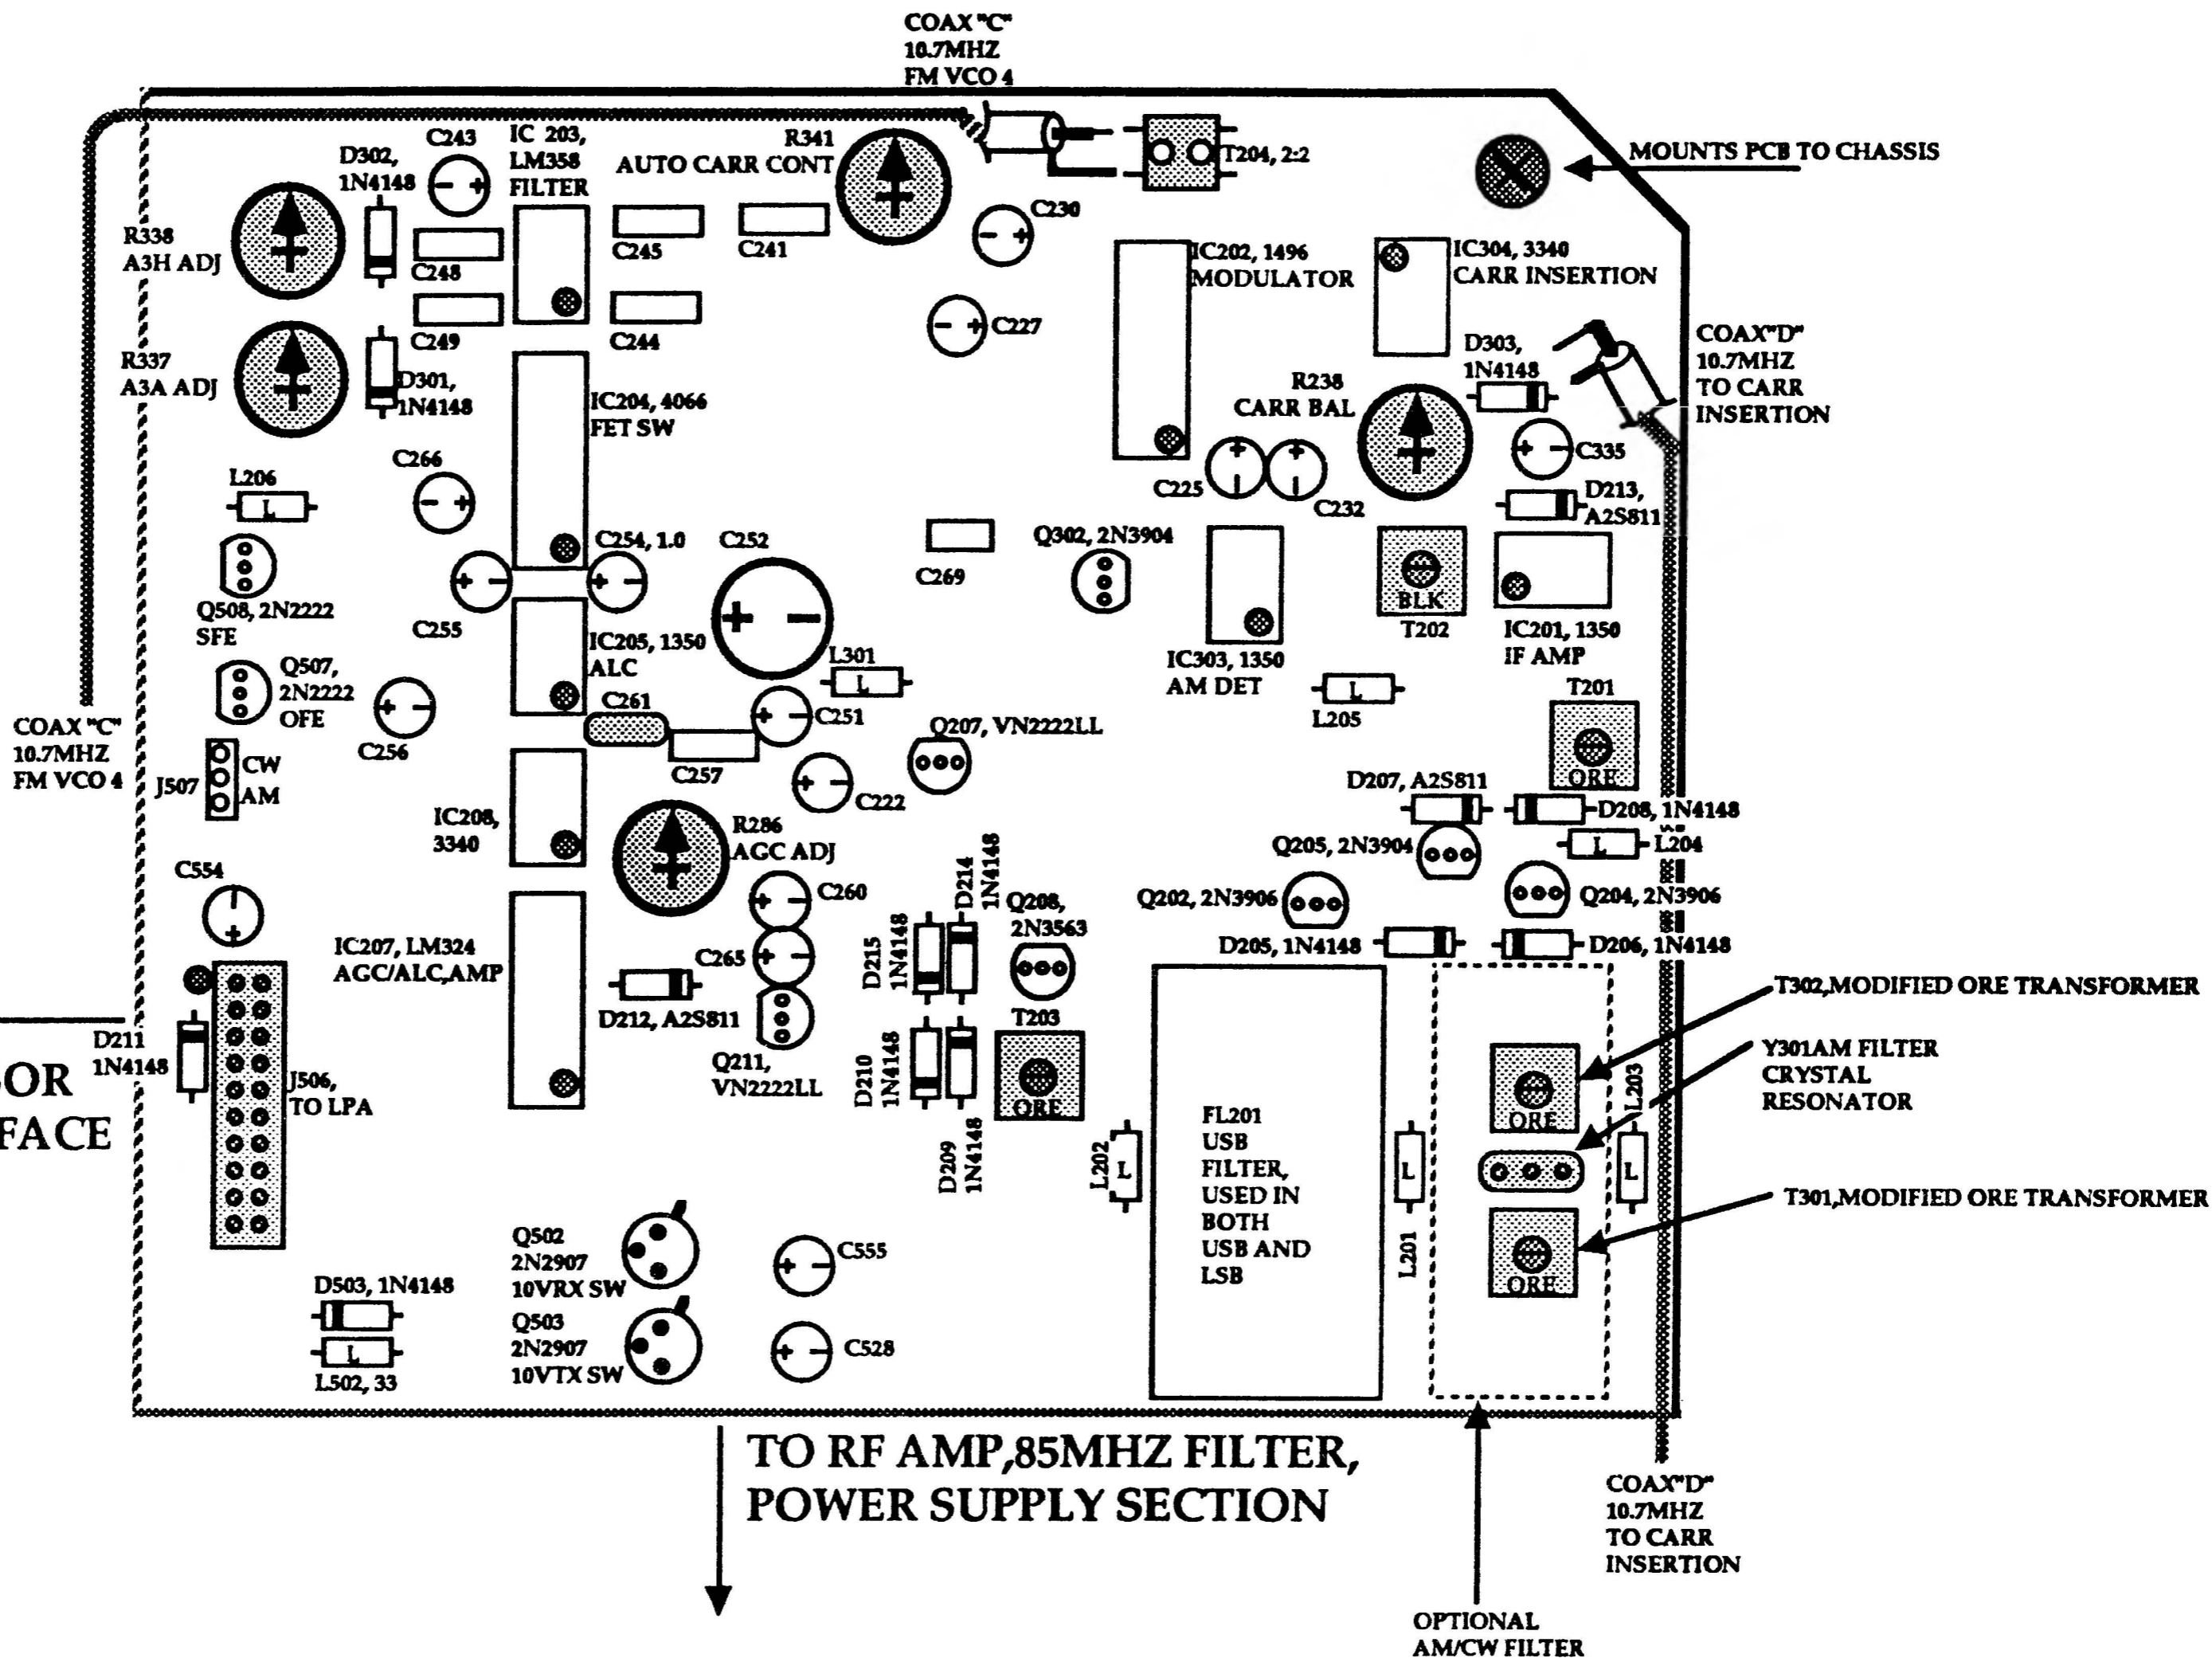 COAX "C"
10.7MHZ
FM VCO 4
C243
IC 203,
LM358
FILTER
R341
AUTO CARR CONT
D302,
1N4148
T204, 2:2
MOUNTS PCB TO CHASSIS
R338
A3H ADJ
C248
C245
C241
C230
IC202, 1496
MODULATOR
IC304, 3340
CARR INSERTION
C249
C244
C227
R337
A3A ADJ
D301,
1N4148
IC204, 4066
FET SW
D303,
1N4148
COAX"D"
10.7MHZ
TO CARR
INSERTION
R238
CARR BAL
C266
C335
L206
L
C225
C232
D213,
A2S811
C254, 1.0
C252
C269
Q302, 2N3904
BLK
T202
Q508, 2N2222
SFE
C255
IC205, 1350
ALC
IC303, 1350
AM DET
IC201, 1350
IF AMP
L301
L
Q507,
2N2222
OFE
C261
C251
L
L205
T201
ORE
COAX "C"
10.7MHZ
FM VCO 4
C256
C257
Q207, VN2222LL
J507
CW
AM
C222
D207, A2S811
D208, 1N4148
IC208,
3340
R286
AGC ADJ
Q205, 2N3904
L
L204
C554
C260
D214
1N4148
Q208,
2N3563
Q202, 2N3906
Q204, 2N3906
IC207, LM324
AGC/ALC,AMP
C265
D215
1N4148
D205, 1N4148
D206, 1N4148
D212, A2S811
T203
ORE
T302,MODIFIED ORE TRANSFORMER
D211
1N4148
OR
FACE
J506,
TO LPA
Q211,
VN2222LL
D210
1N4148
D209
1N4148
Y301AM FILTER
CRYSTAL
RESONATOR
ORE
L203
L
L202
L
FL201
USB
FILTER,
USED IN
BOTH
USB AND
LSB
L
L201
T301,MODIFIED ORE TRANSFORMER
ORE
Q502
2N2907
10VRX SW
C555
D503, 1N4148
L
L502, 33
Q503
2N2907
10VTX SW
C528
TO RF AMP,85MHZ FILTER,
POWER SUPPLY SECTION
COAX"D"
10.7MHZ
TO CARR
INSERTION
OPTIONAL
AM/CW FILTER